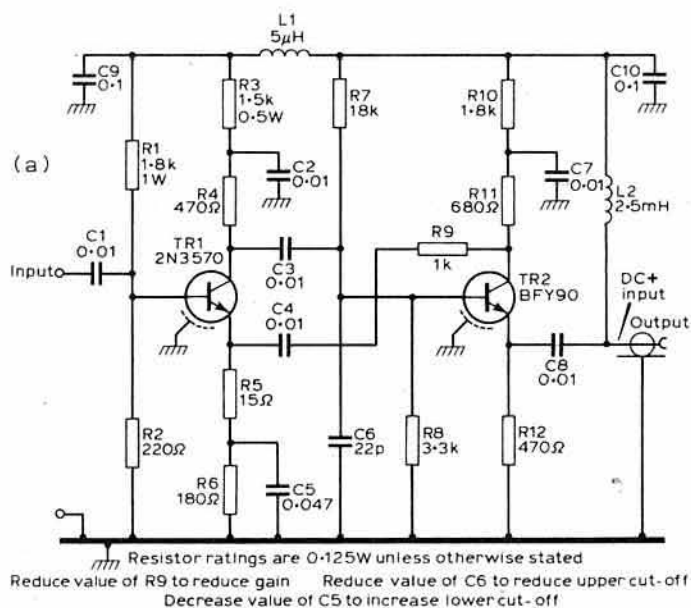 L1
5µH
C9
0·1
R3
1·5k
0·5W
R7
18k
R10
1·8k
C10
0·1
(a)
R1
1·8k
1W
C2
0·01
C7
0·01
L2
2·5mH
R4
470Ω
R11
680Ω
R9
1k
C1
0·01
TR1
2N3570
C3
0·01
Input
C4
0·01
TR2
BFY90
DC+
input
Output
C8
0·01
R5
15Ω
R2
220Ω
C6
22p
R8
3·3k
R12
470Ω
R6
180Ω
C5
0·047
Resistor ratings are 0·125W unless otherwise stated
Reduce value of R9 to reduce gain Reduce value of C6 to reduce upper cut-off
Decrease value of C5 to increase lower cut-off